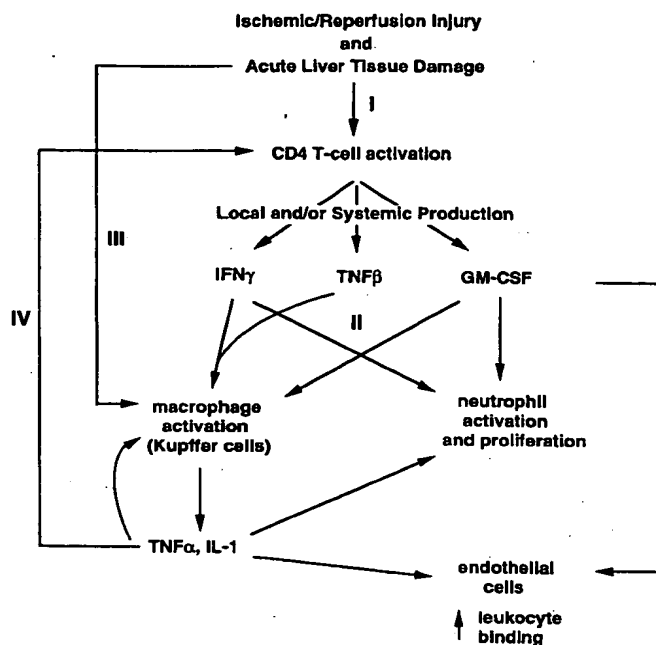 Ischemic/Reperfusion Injury
and
Acute Liver Tissue Damage
I
CD4 T-cell activation
Local and/or Systemic Production
III
IFNγ TNFβ GM-CSF
IV
II
macrophage
activation
(Kupffer cells)
neutrophil
activation
and proliferation
TNFα, IL-1
endothelial
cells
leukocyte
binding